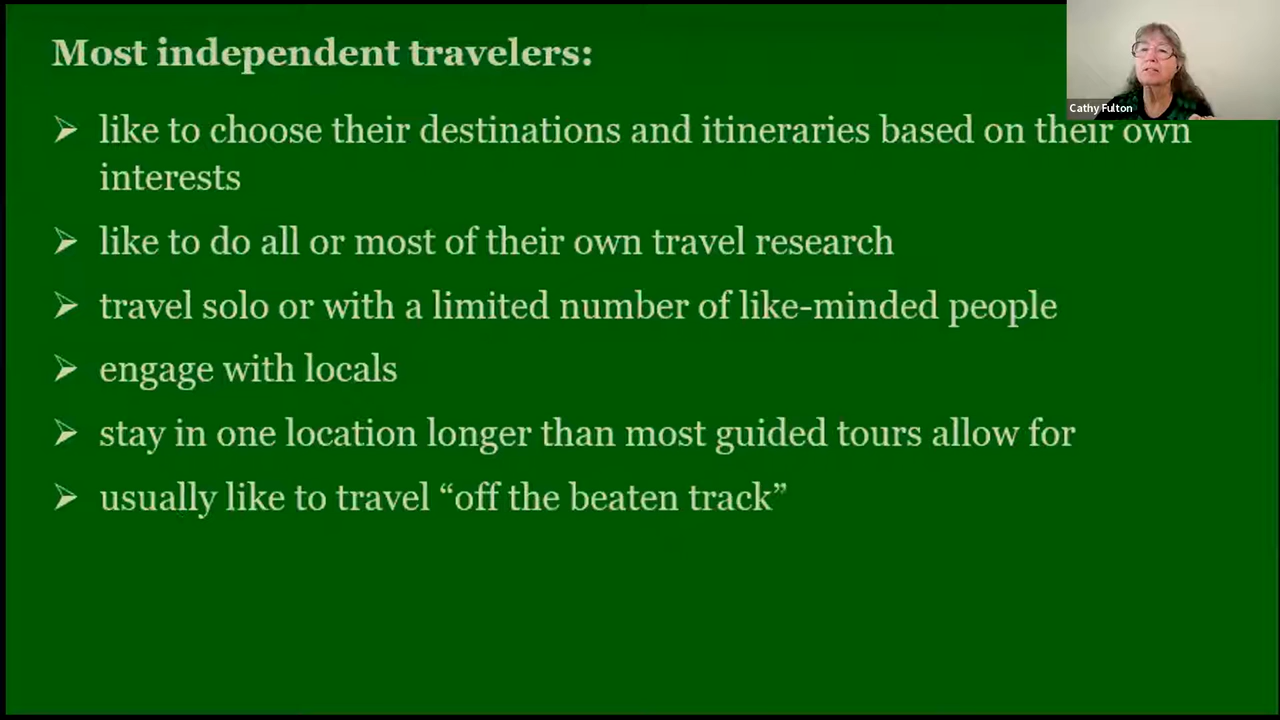 Most independent travelers:
Cathy Fulton
➢ like to choose their destinations and itineraries based on their own
interests
➢ like to do all or most of their own travel research
➢ travel solo or with a limited number of like-minded people
➢ engage with locals
➢ stay in one location longer than most guided tours allow for
➢ usually like to travel “off the beaten track”